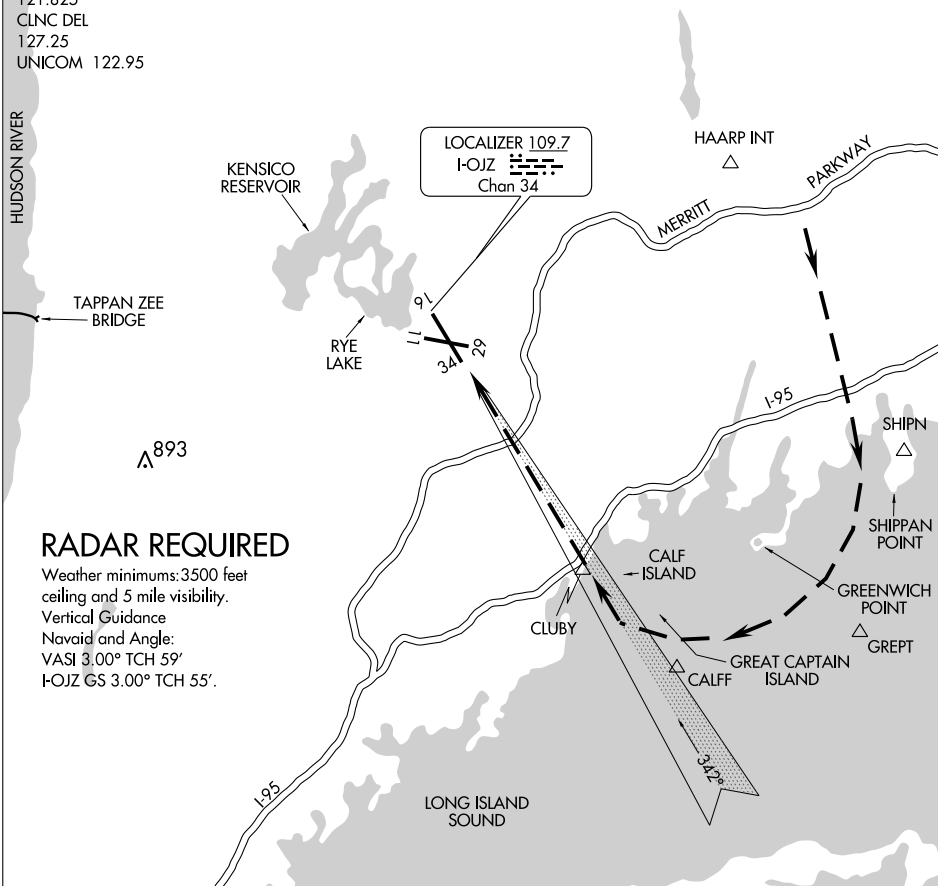 CLNC DEL
127.25
UNICOM 122.95
HUDSON RIVER
KENSICO
RESERVOIR
LOCALIZER 109.7
I-OJZ
Chan 34
HAARP INT
MERRITT
PARKWAY
TAPPAN ZEE
BRIDGE
RYE
LAKE
16
11
29
34
I-95
SHIPN
893
SHIPPAN
POINT
RADAR REQUIRED
Weather minimums: 3500 feet
ceiling and 5 mile visibility.
Vertical Guidance
Navaid and Angle:
VASI 3.00° TCH 59'
I-OJZ GS 3.00° TCH 55'.
CALF
ISLAND
GREENWICH
POINT
CLUBY
GREPT
GREAT CAPTAIN
ISLAND
CALFF
342°
I-95
LONG ISLAND
SOUND